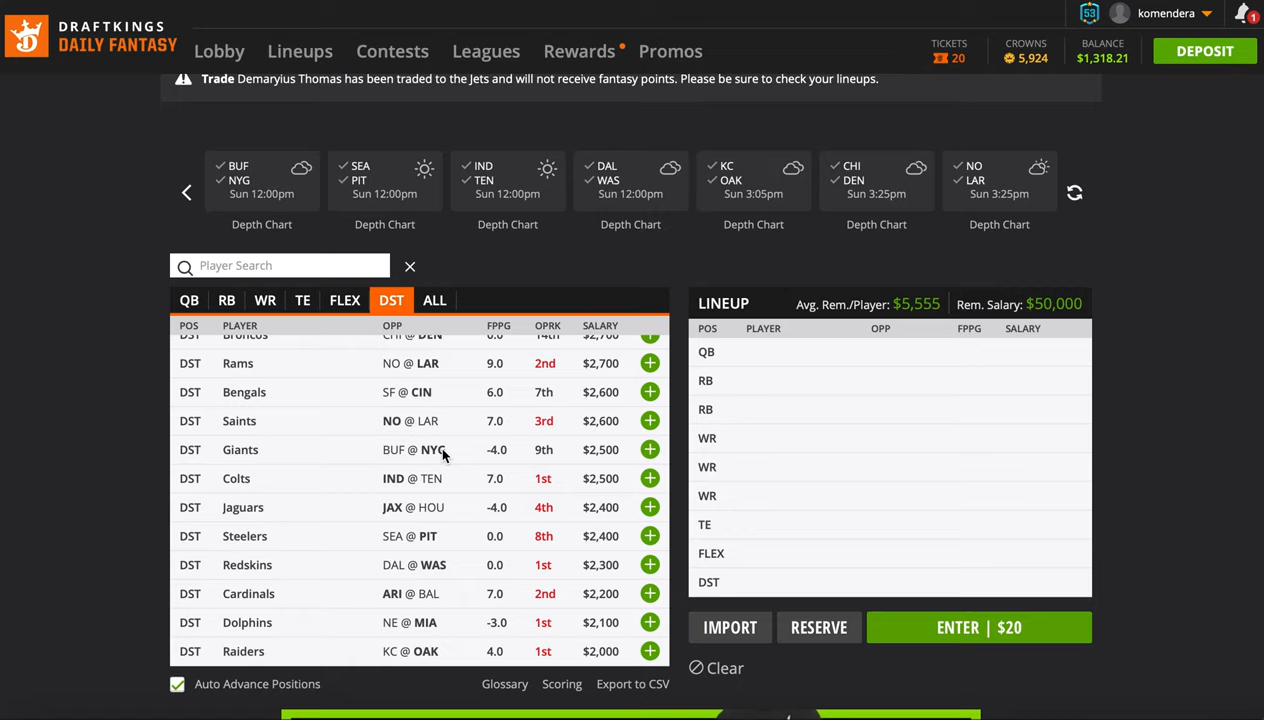 DRAFTKINGS
DAILY FANTASY
Lobby Lineups Contests Leagues Rewards Promos
53 komendera 1
TICKETS CROWNS BALANCE
20 5,924 $1,318.21 DEPOSIT
Trade Demaryius Thomas has been traded to the Jets and will not receive fantasy points. Please be sure to check your lineups.
BUF SEA IND DAL KC CHI NO
NYG PIT TEN WAS OAK DEN LAR
Sun 12:00pm Sun 12:00pm Sun 12:00pm Sun 12:00pm Sun 3:05pm Sun 3:25pm Sun 3:25pm
Depth Chart Depth Chart Depth Chart Depth Chart Depth Chart Depth Chart Depth Chart
Player Search
QB RB WR TE FLEX DST ALL
POS PLAYER OPP FPPG OPRK SALARY
DST Broncos CHI @ DEN 0.0 14th $2,700
DST Rams NO @ LAR 9.0 2nd $2,700
DST Bengals SF @ CIN 6.0 7th $2,600
DST Saints NO @ LAR 7.0 3rd $2,600
DST Giants BUF @ NYG -4.0 9th $2,500
DST Colts IND @ TEN 7.0 1st $2,500
DST Jaguars JAX @ HOU -4.0 4th $2,400
DST Steelers SEA @ PIT 0.0 8th $2,400
DST Redskins DAL @ WAS 0.0 1st $2,300
DST Cardinals ARI @ BAL 7.0 2nd $2,200
DST Dolphins NE @ MIA -3.0 1st $2,100
DST Raiders KC @ OAK 4.0 1st $2,000
Auto Advance Positions Glossary Scoring Export to CSV
LINEUP Avg. Rem./Player: $5,555 Rem. Salary: $50,000
POS PLAYER OPP FPPG SALARY
QB
RB
RB
WR
WR
WR
TE
FLEX
DST
IMPORT RESERVE ENTER | $20
Clear